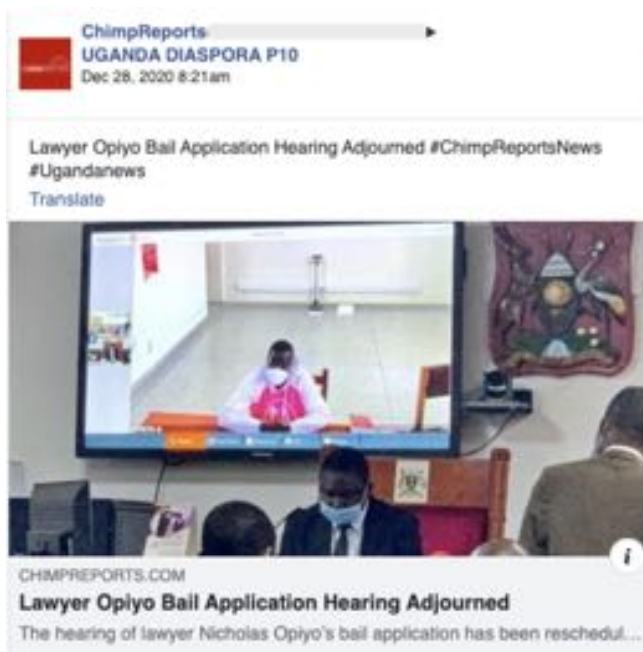 ChimpReports
UGANDA DIASPORA P10
Dec 28, 2020 8:21am
Lawyer Opiyo Bail Application Hearing Adjourned #ChimpReportsNews
#Ugandanews
Translate
CHIMPREPORTS.COM
Lawyer Opiyo Bail Application Hearing Adjourned
The hearing of lawyer Nicholas Opiyo's bail application has been reschedul...